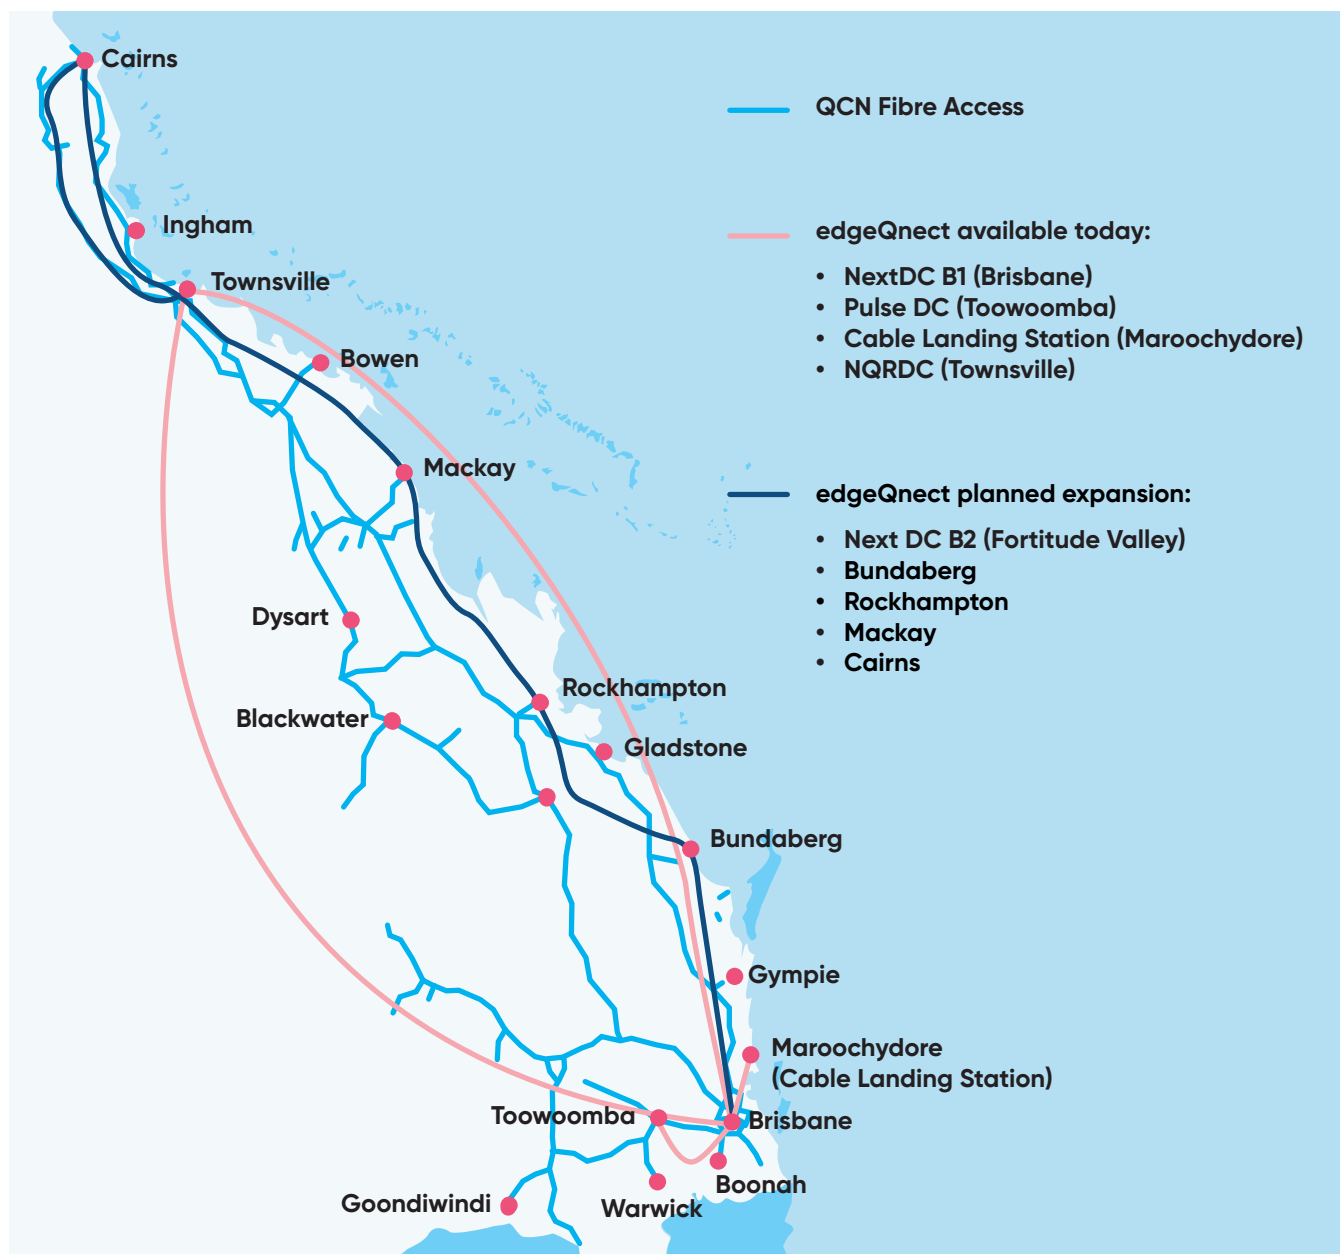 Cairns
QCN Fibre Access
Ingham
edgeQnect available today:
• NextDC B1 (Brisbane)
• Pulse DC (Toowoomba)
• Cable Landing Station (Maroochydore)
• NQRDC (Townsville)
Townsville
Bowen
Mackay
edgeQnect planned expansion:
• Next DC B2 (Fortitude Valley)
• Bundaberg
• Rockhampton
• Mackay
• Cairns
Dysart
Rockhampton
Blackwater
Gladstone
Bundaberg
Gympie
Maroochydore
(Cable Landing Station)
Toowoomba
Brisbane
Boonah
Goondiwindi
Warwick